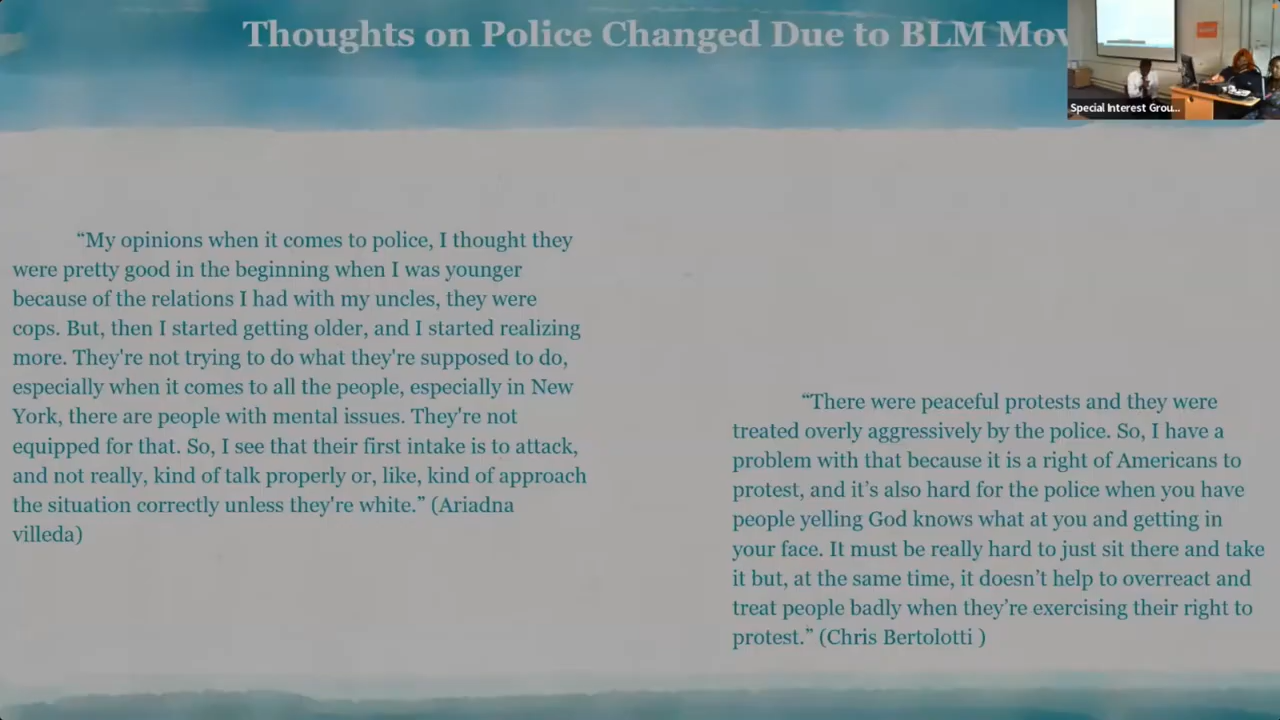 Thoughts on Police Changed Due to BLM Mov
Special Interest Grou...
“My opinions when it comes to police, I thought they
were pretty good in the beginning when I was younger
because of the relations I had with my uncles, they were
cops. But, then I started getting older, and I started realizing
more. They're not trying to do what they're supposed to do,
especially when it comes to all the people, especially in New
York, there are people with mental issues. They're not
equipped for that. So, I see that their first intake is to attack,
and not really, kind of talk properly or, like, kind of approach
the situation correctly unless they're white.” (Ariadna
villeda)
“There were peaceful protests and they were
treated overly aggressively by the police. So, I have a
problem with that because it is a right of Americans to
protest, and it’s also hard for the police when you have
people yelling God knows what at you and getting in
your face. It must be really hard to just sit there and take
it but, at the same time, it doesn’t help to overreact and
treat people badly when they’re exercising their right to
protest.” (Chris Bertolotti )